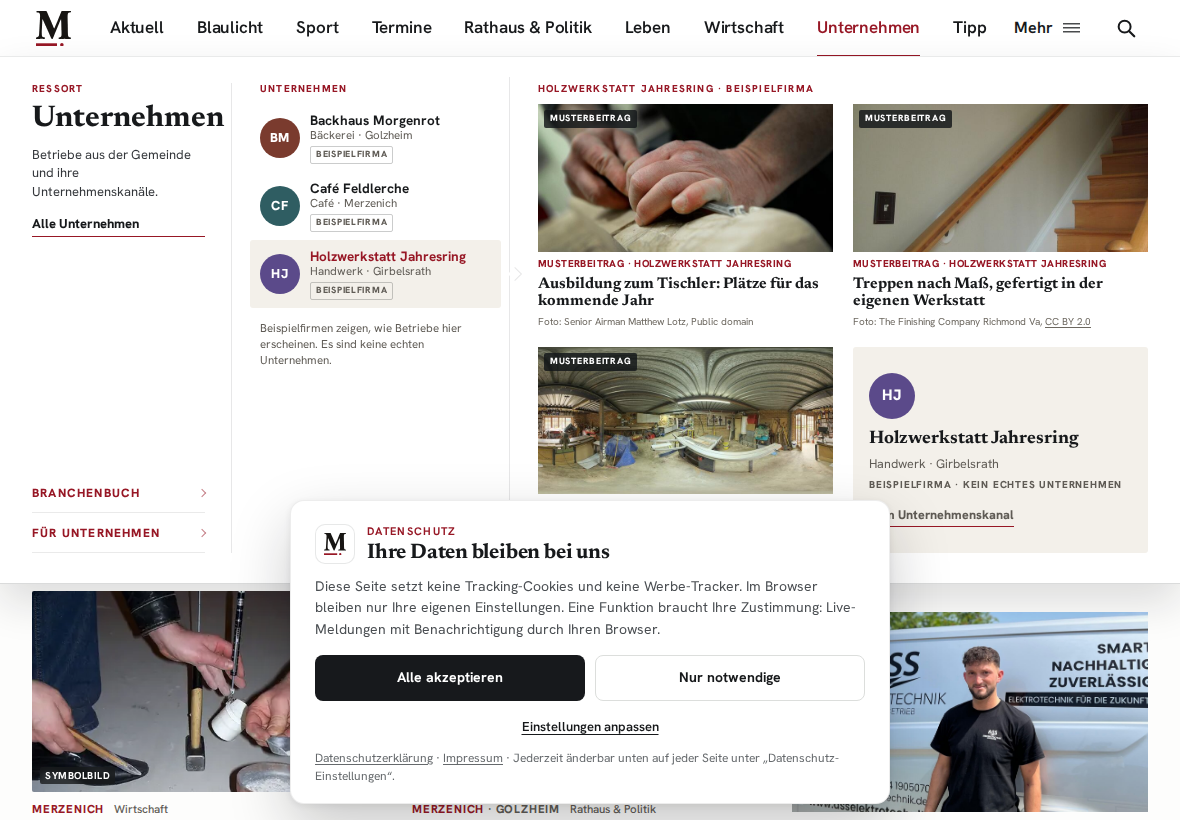 M
Aktuell
Blaulicht
Sport
Termine
Rathaus & Politik
Leben
Wirtschaft
Unternehmen
Tipp
Mehr
RESSORT
Unternehmen
Betriebe aus der Gemeinde
und ihre
Unternehmenskanäle.
Alle Unternehmen
BRANCHENBUCH
FÜR UNTERNEHMEN
UNTERNEHMEN
BM
Backhaus Morgenrot
Bäckerei · Golzheim
BEISPIELFIRMA
CF
Café Feldlerche
Café · Merzenich
BEISPIELFIRMA
HJ
Holzwerkstatt Jahresring
Handwerk · Girbelsrath
BEISPIELFIRMA
Beispielfirmen zeigen, wie Betriebe hier
erscheinen. Es sind keine echten
Unternehmen.
HOLZWERKSTATT JAHRESRING · BEISPIELFIRMA
MUSTERBEITRAG
MUSTERBEITRAG · HOLZWERKSTATT JAHRESRING
Ausbildung zum Tischler: Plätze für das
kommende Jahr
Foto: Senior Airman Matthew Lotz, Public domain
MUSTERBEITRAG
MUSTERBEITRAG · HOLZWERKSTATT JAHRESRING
Treppen nach Maß, gefertigt in der
eigenen Werkstatt
Foto: The Finishing Company Richmond Va, CC BY 2.0
MUSTERBEITRAG
HJ
Holzwerkstatt Jahresring
Handwerk · Girbelsrath
BEISPIELFIRMA · KEIN ECHTES UNTERNEHMEN
Unternehmenskanal
M
DATENSCHUTZ
Ihre Daten bleiben bei uns
Diese Seite setzt keine Tracking-Cookies und keine Werbe-Tracker. Im Browser
bleiben nur Ihre eigenen Einstellungen. Eine Funktion braucht Ihre Zustimmung: Live-
Meldungen mit Benachrichtigung durch Ihren Browser.
Alle akzeptieren
Nur notwendige
Einstellungen anpassen
Datenschutzerklärung · Impressum · Jederzeit änderbar unten auf jeder Seite unter „Datenschutz-
Einstellungen“.
SYMBOLBILD
MERZENICH Wirtschaft
MERZENICH · GOLZHEIM Rathaus & Politik
SMART
NACHHALTIG
ZUVERLÄSSIG
ELEKTROTECHNIK FÜR DIE ZUKUNFT